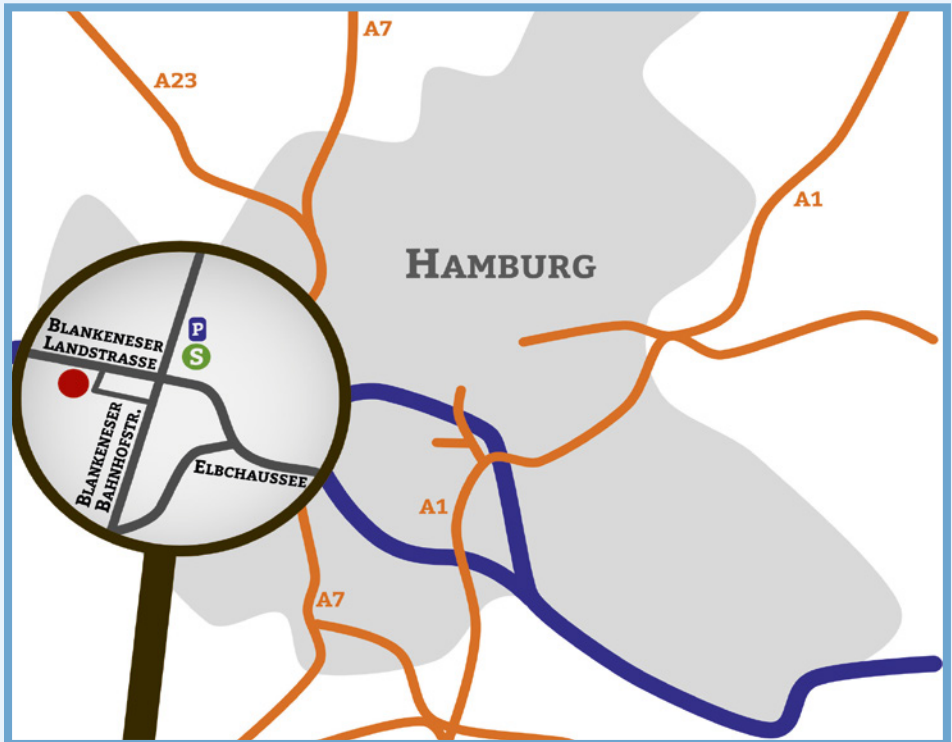 A7
A23
A1
HAMBURG
BLANKENESER
LANDSTRASSE
P
S
BLANKENESER
BAHNHOFSTR.
ELBCHAUSSEE
A1
A7